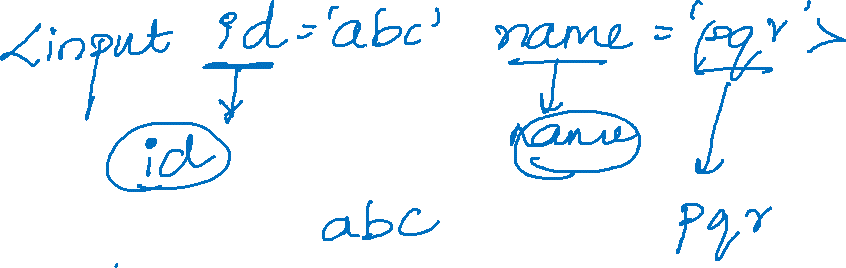 <input id='abc' name='pqr'>
id name
abc pqr